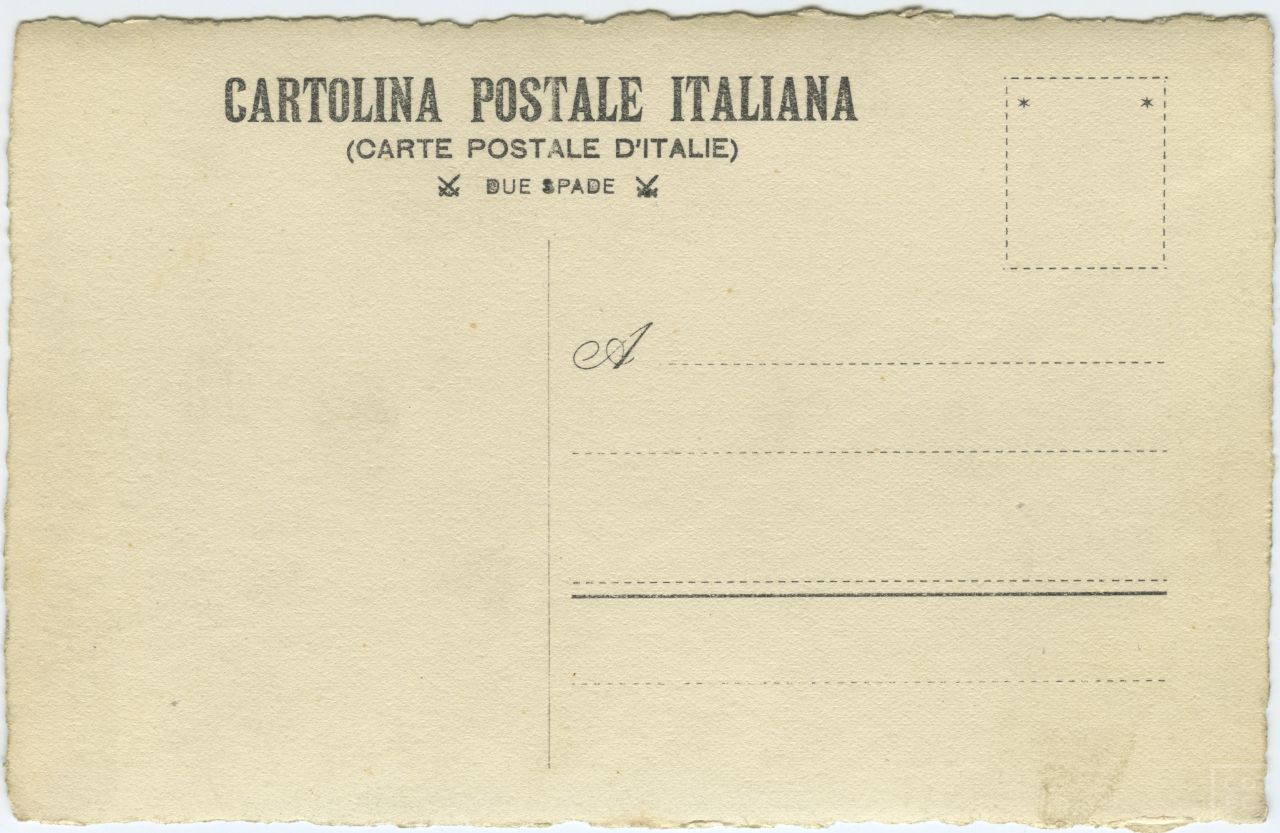 CARTOLINA POSTALE ITALIANA
(CARTE POSTALE D'ITALIE)
DUE SPADE
A